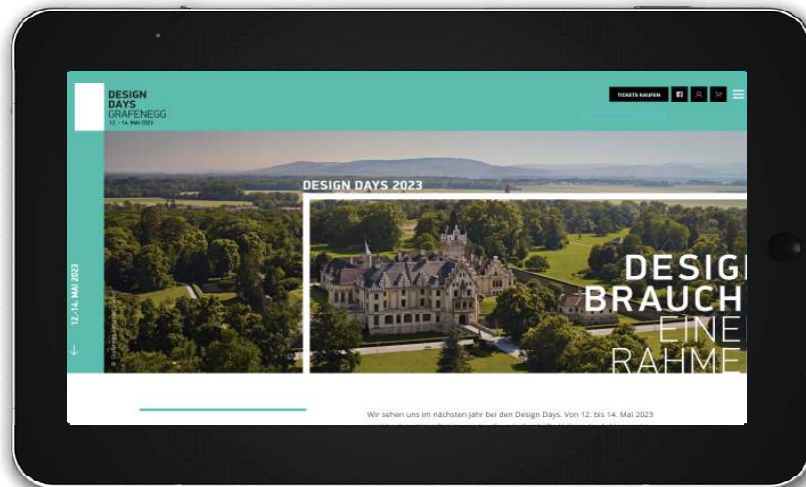 DESIGN
DAYS
GRAFENEGG
12. - 14. MAI 2023
TICKETS KAUFEN
DESIGN DAYS 2023
DESIG
BRAUCH
EINE
RAHME
12.-14. MAI 2023
Wir sehen uns im nächsten Jahr bei den Design Days. Von 12. bis 14. Mai 2023